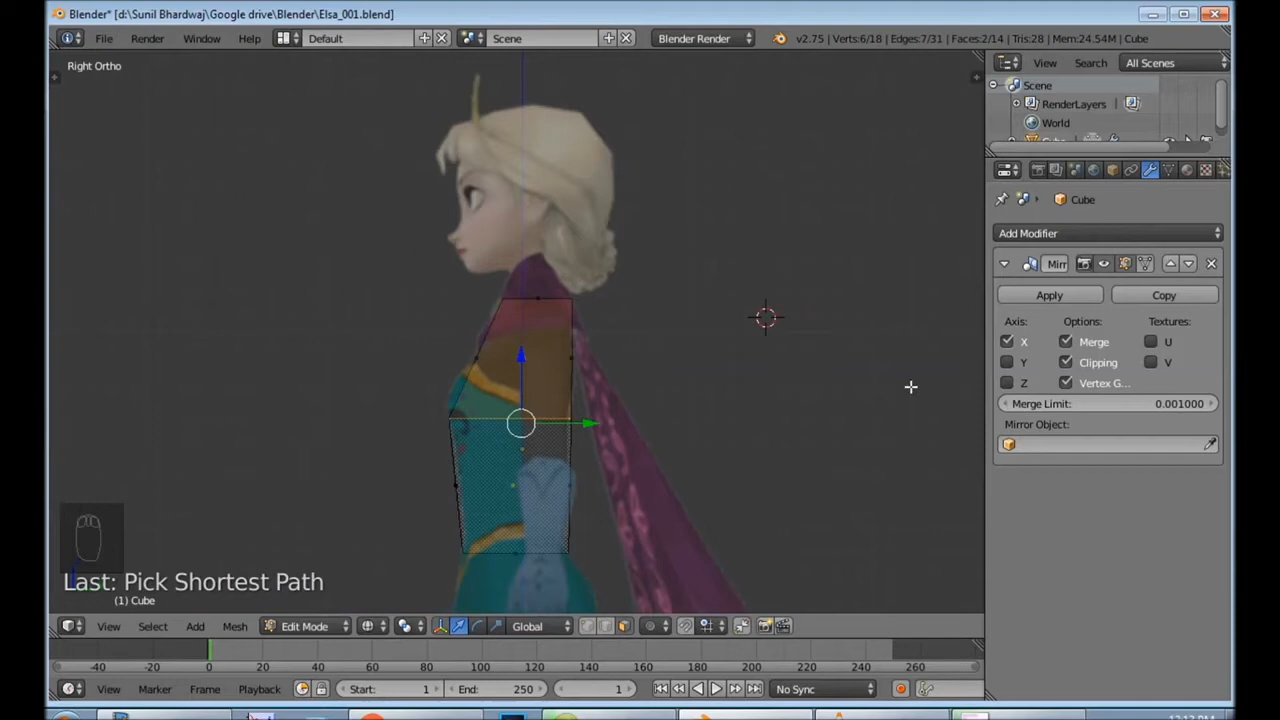 Blender* [d:\Sunil Bhardwaj\Google drive\Blender\Elsa_001.blend]
File Render Window Help Default Scene Blender Render v2.75 | Verts:6/18 | Edges:7/31 | Faces:2/14 | Tris:28 | Mem:24.54M | Cube
Right Ortho
View Search All Scenes
Scene
RenderLayers
World
Cube
Add Modifier
Mirr
Apply Copy
Axis: Options: Textures:
X Merge U
Y Clipping V
Z Vertex G...
Merge Limit: 0.001000
Mirror Object:
Last: Pick Shortest Path
(1) Cube
View Select Add Mesh Edit Mode Global
-40 -20 0 20 40 60 80 100 120 140 160 180 200 220 240 260
View Marker Frame Playback Start: 1 End: 250 1 No Sync